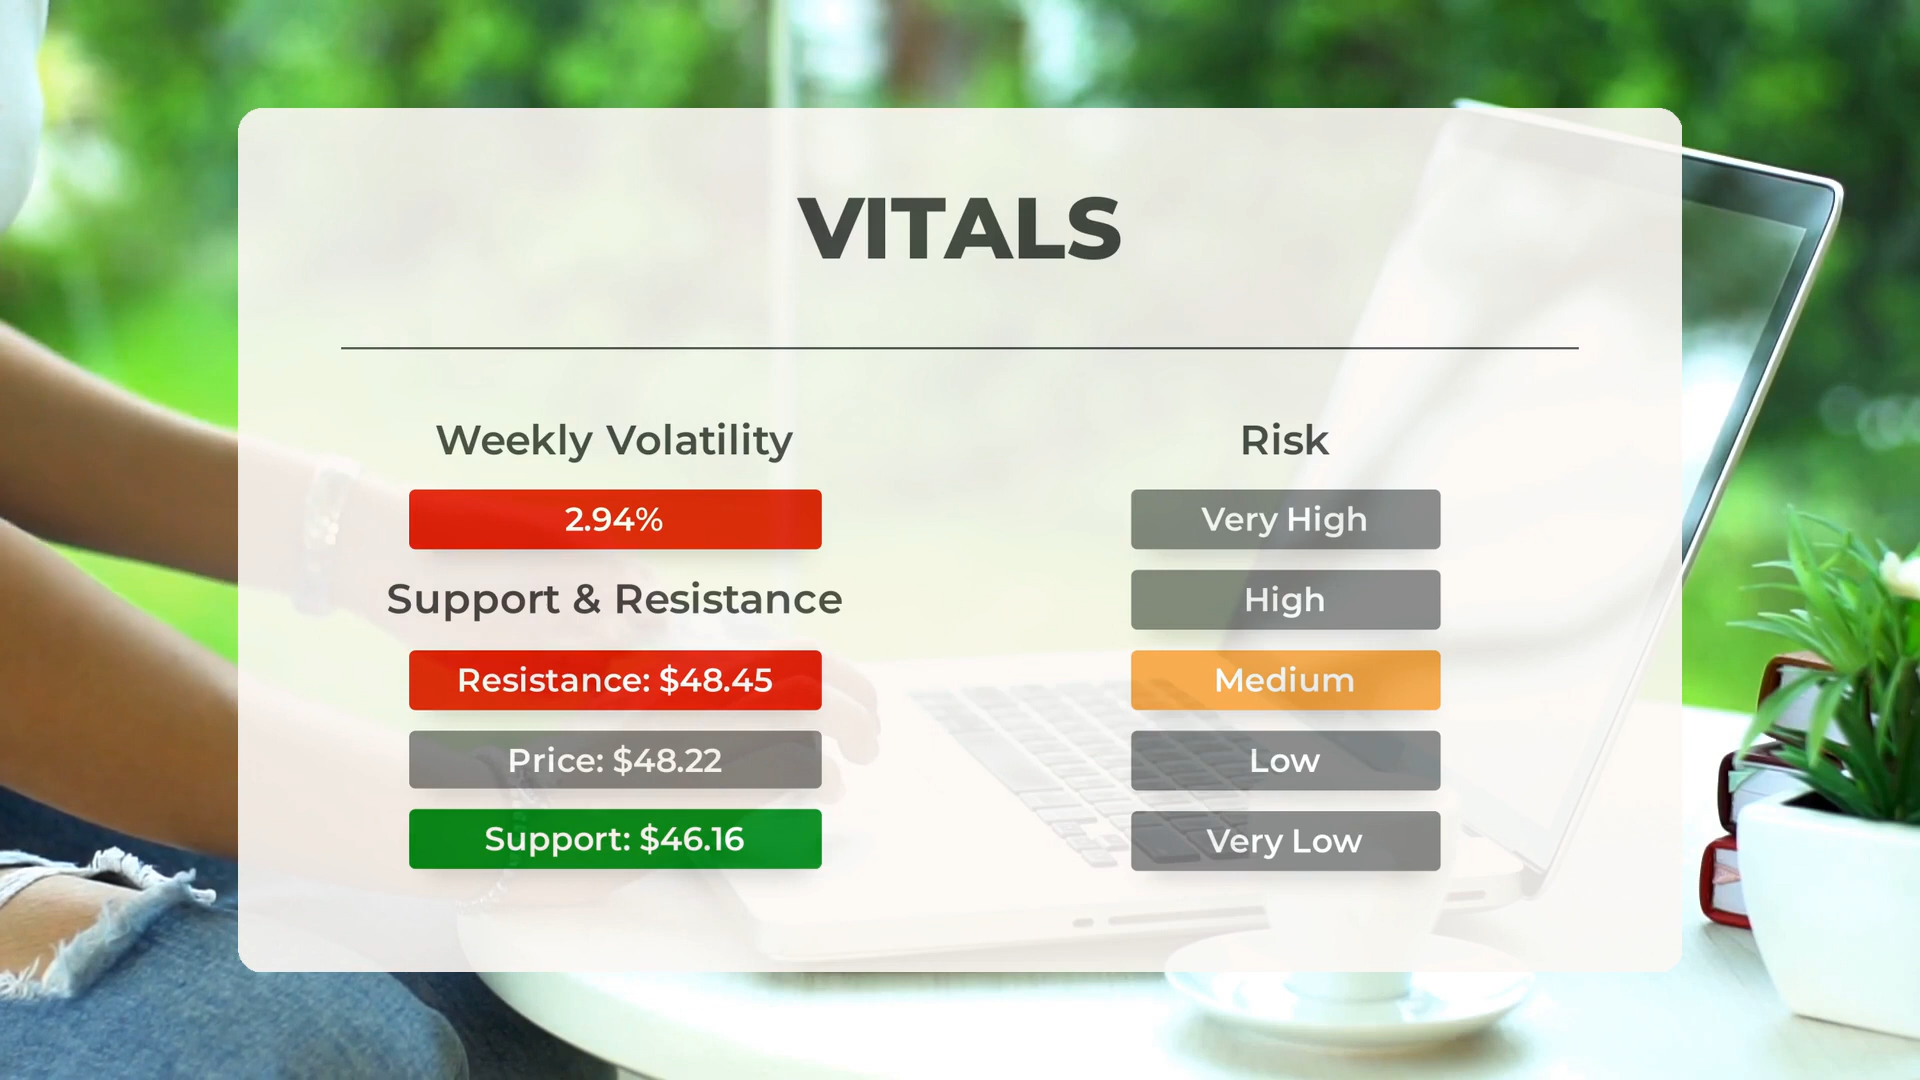 VITALS
Weekly Volatility
2.94%
Support & Resistance
Resistance: $48.45
Price: $48.22
Support: $46.16
Risk
Very High
High
Medium
Low
Very Low